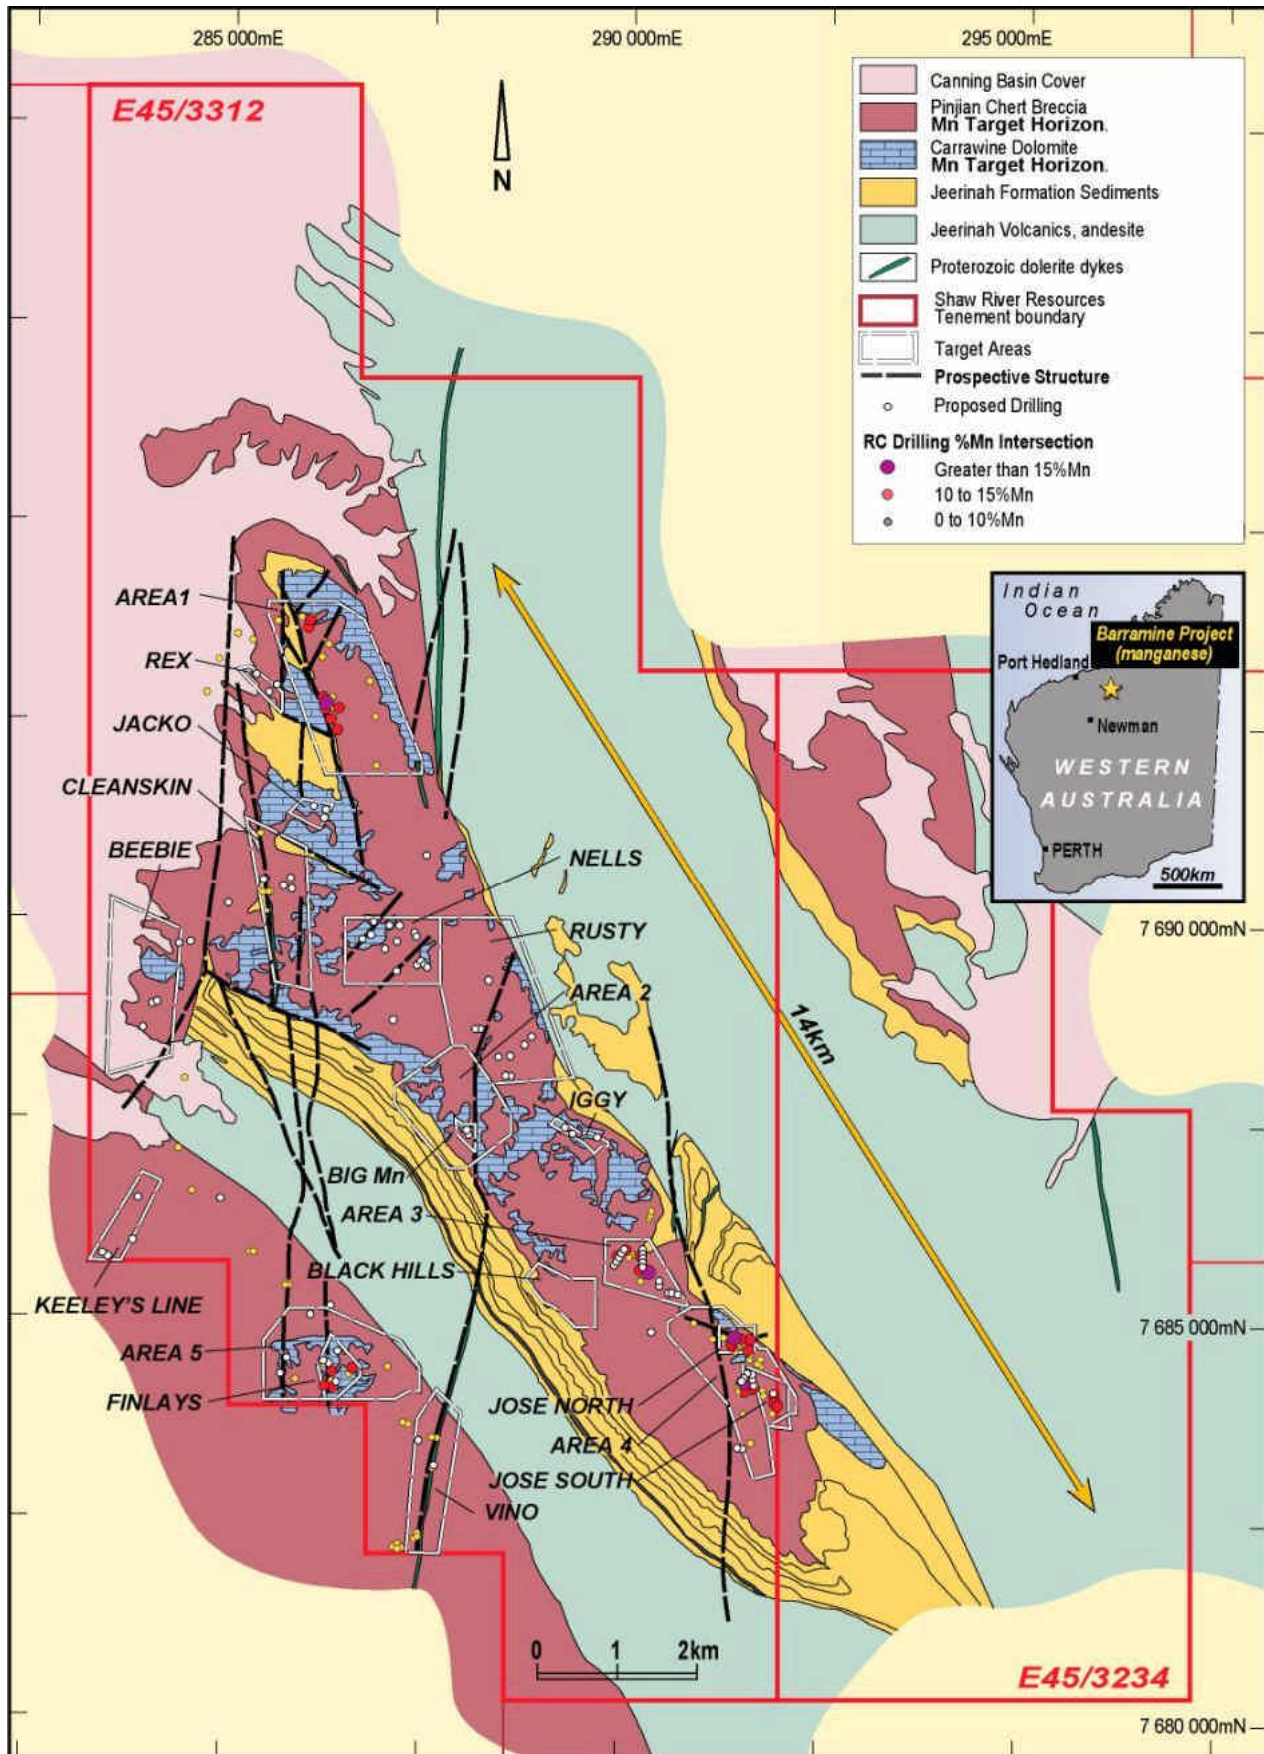 285 000mE
290 000mE
295 000mE
E45/3312
N
Canning Basin Cover
Pinjian Chert Breccia
Mn Target Horizon.
Carrawine Dolomite
Mn Target Horizon.
Jeerinah Formation Sediments
Jeerinah Volcanics, andesite
Proterozoic dolerite dykes
Shaw River Resources
Tenement boundary
Target Areas
Prospective Structure
Proposed Drilling
RC Drilling %Mn Intersection
Greater than 15%Mn
10 to 15%Mn
0 to 10%Mn
Indian
Ocean
Barramine Project
(manganese)
Port Hedland
Newman
WESTERN
AUSTRALIA
PERTH
500km
AREA1
REX
JACKO
CLEANSKIN
BEEBIE
NELLS
RUSTY
7 690 000mN
AREA 2
14km
IGGY
BIG Mn
AREA 3
BLACK HILLS
KEELEY'S LINE
7 685 000mN
AREA 5
FINLAYS
JOSE NORTH
AREA 4
JOSE SOUTH
VINO
0 1 2km
E45/3234
7 680 000mN